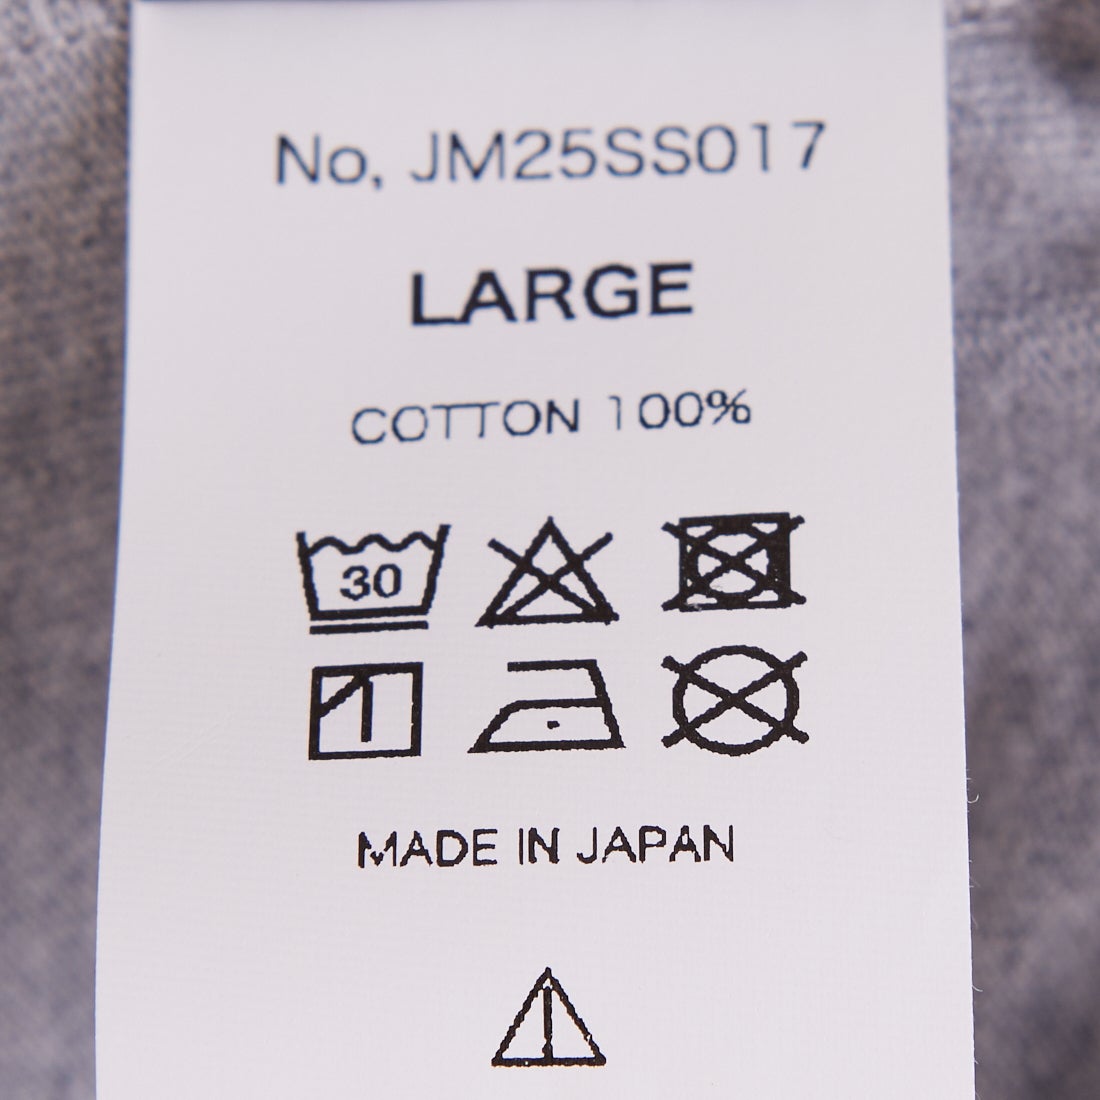 No, JM25SS017
LARGE
COTTON 100%
30
MADE IN JAPAN